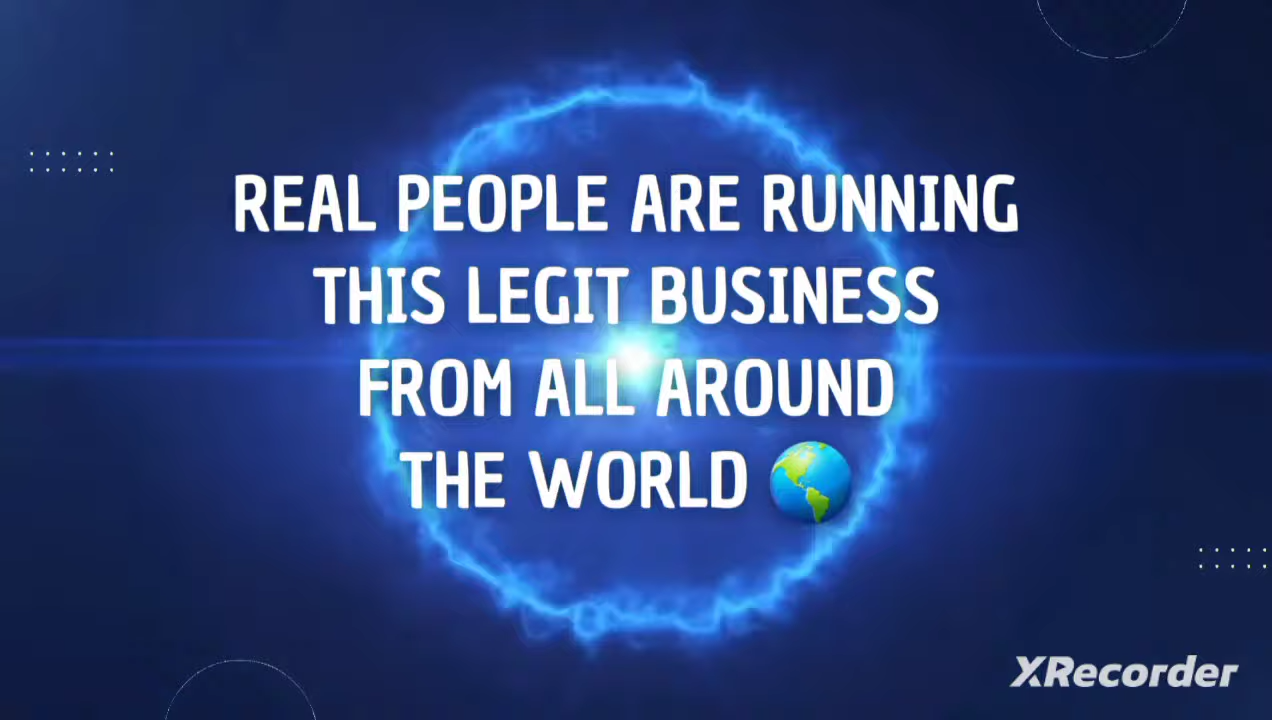 REAL PEOPLE ARE RUNNING
THIS LEGIT BUSINESS
FROM ALL AROUND
THE WORLD 🌎
XRecorder